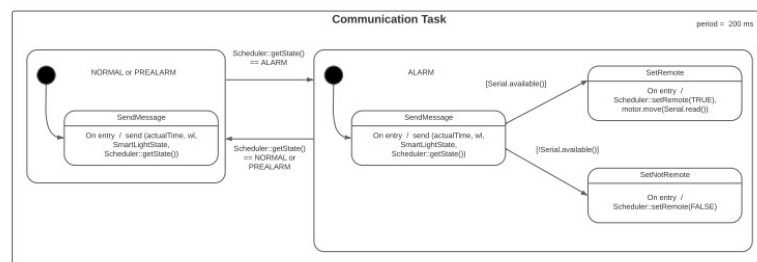 Communication Task
period = 200 ms
NORMAL or PREALARM
SendMessage
On entry / send (actualTime, wl,
SmartLightState,
Scheduler::getState())
Scheduler::getState()
== ALARM
Scheduler::getState()
== NORMAL or
PREALARM
ALARM
SendMessage
On entry / send (actualTime, wl,
SmartLightState,
Scheduler::getState())
[Serial.available()]
SetRemote
On entry /
Scheduler::setRemote(TRUE),
motor.move(Serial.read())
[!Serial.available()]
SetNotRemote
On entry /
Scheduler::setRemote(FALSE)